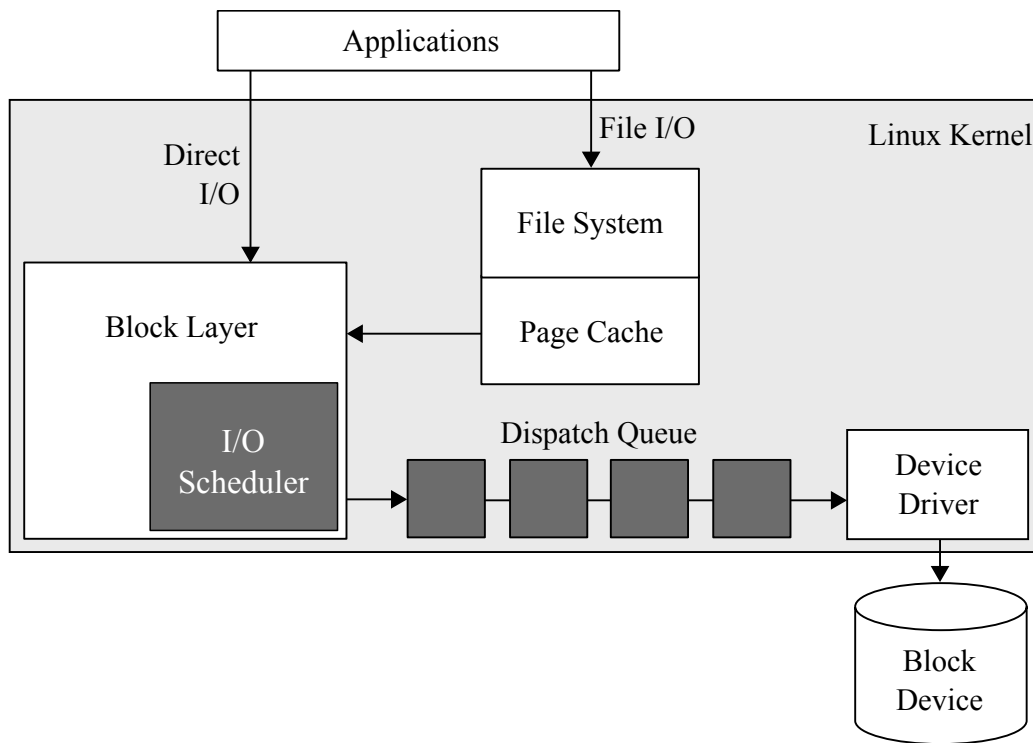 Applications
File I/O
Linux Kernel
Direct
I/O
File System
Block Layer
Page Cache
I/O
Scheduler
Dispatch Queue
Device
Driver
Block
Device